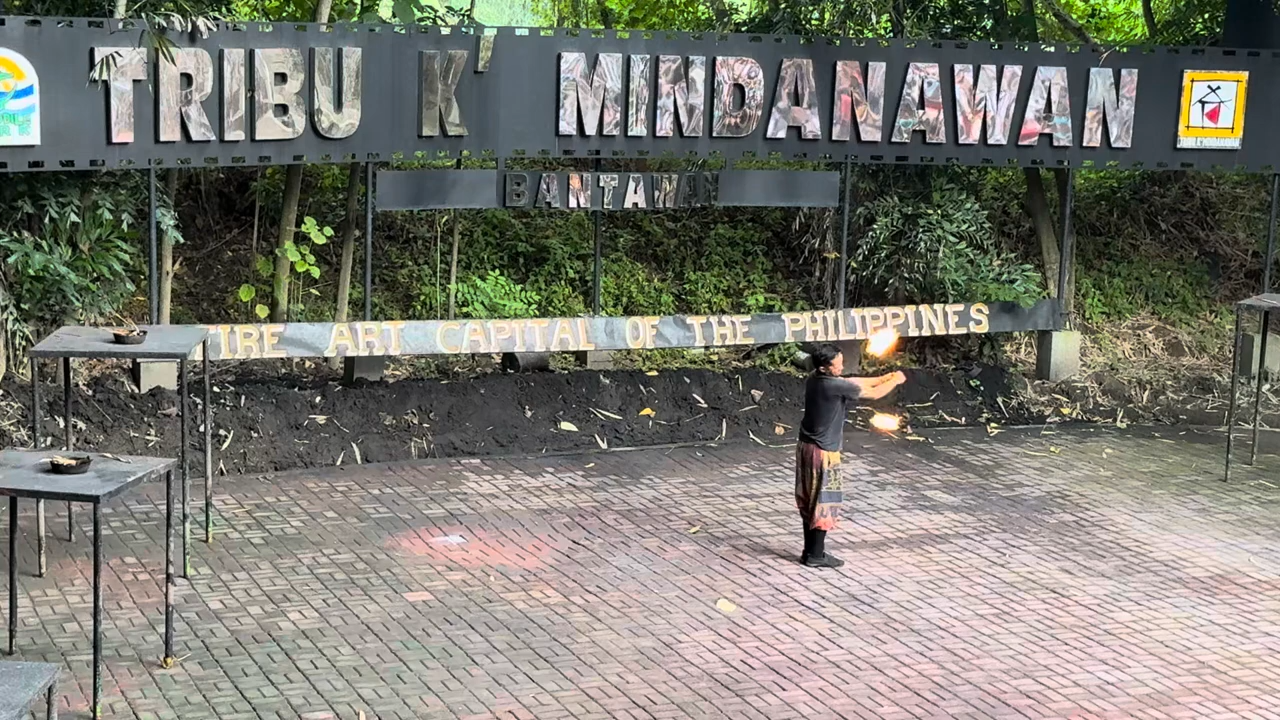 TRIBU K' MINDANAWAN
BANTAWAN
FIRE ART CAPITAL OF THE PHILIPPINES